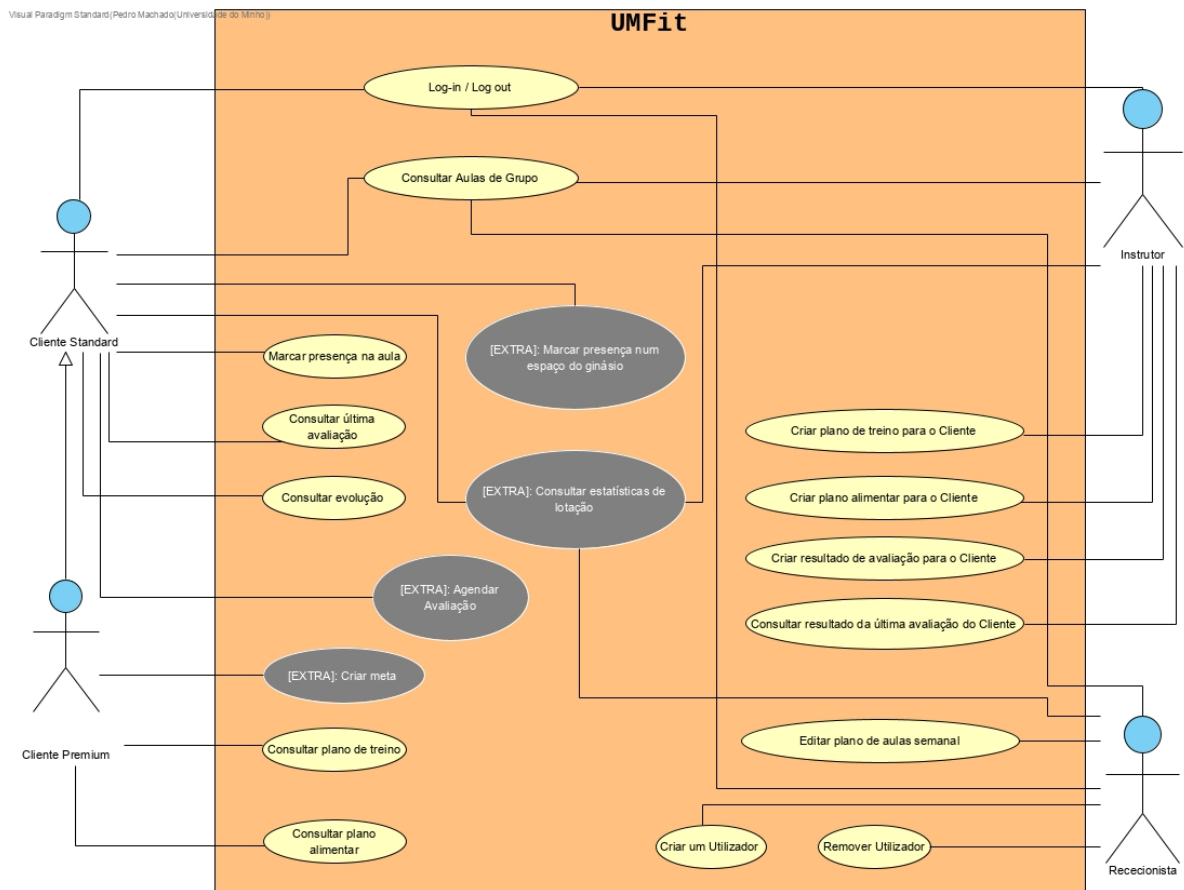 Visual Paradigm Standard(Pedro Machado(Universidade do Minho))
UMFit
Log-in / Log out
Consultar Aulas de Grupo
Instrutor
Cliente Standard
[EXTRA]: Marcar presença num
espaço do ginásio
Marcar presença na aula
Consultar última
avaliação
Criar plano de treino para o Cliente
Consultar evolução
[EXTRA]: Consultar estatísticas de
lotação
Criar plano alimentar para o Cliente
Criar resultado de avaliação para o Cliente
[EXTRA]: Agendar
Avaliação
Consultar resultado da última avaliação do Cliente
[EXTRA]: Criar meta
Cliente Premium
Consultar plano de treino
Editar plano de aulas semanal
Consultar plano
alimentar
Criar um Utilizador
Remover Utilizador
Rececionista